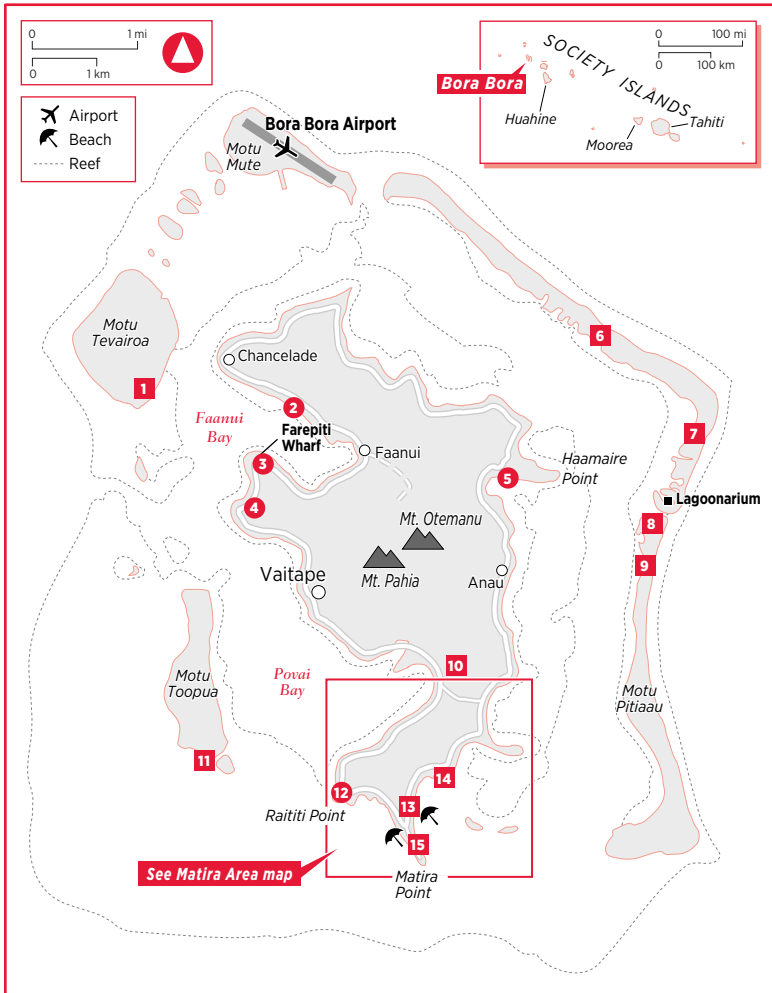 0 1 mi
0 1 km
Airport
Beach
Reef
SOCIETY ISLANDS
0 100 mi
0 100 km
Bora Bora
Huahine
Moorea
Tahiti
Bora Bora Airport
Motu
Mute
Motu
Tevairoa
1
Chancelade
2
Faanui
Bay
Farepiti
Wharf
3
Faanui
4
5
Haamaire
Point
6
7
Lagoonarium
8
9
Mt. Otemanu
Mt. Pahia
Anau
Vaitape
10
Povai
Bay
Motu
Toopua
11
Motu
Pitiaau
12
Raititi Point
13
14
15
Matira
Point
See Matira Area map